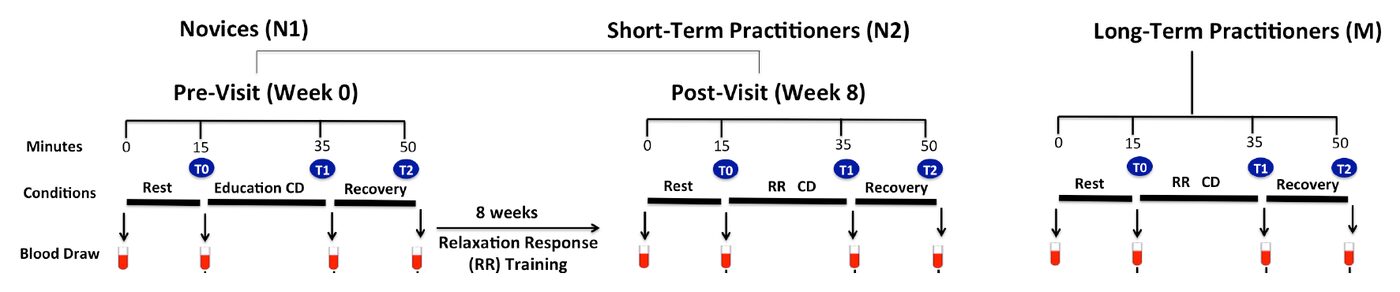 Novices (N1)
Short-Term Practitioners (N2)
Long-Term Practitioners (M)
Pre-Visit (Week 0)
Post-Visit (Week 8)
Minutes
0 15 35 50
T0 T1 T2
Conditions
Rest Education CD Recovery
Blood Draw
8 weeks
Relaxation Response
(RR) Training
0 15 35 50
T0 T1 T2
Rest RR CD Recovery
0 15 35 50
T0 T1 T2
Rest RR CD Recovery